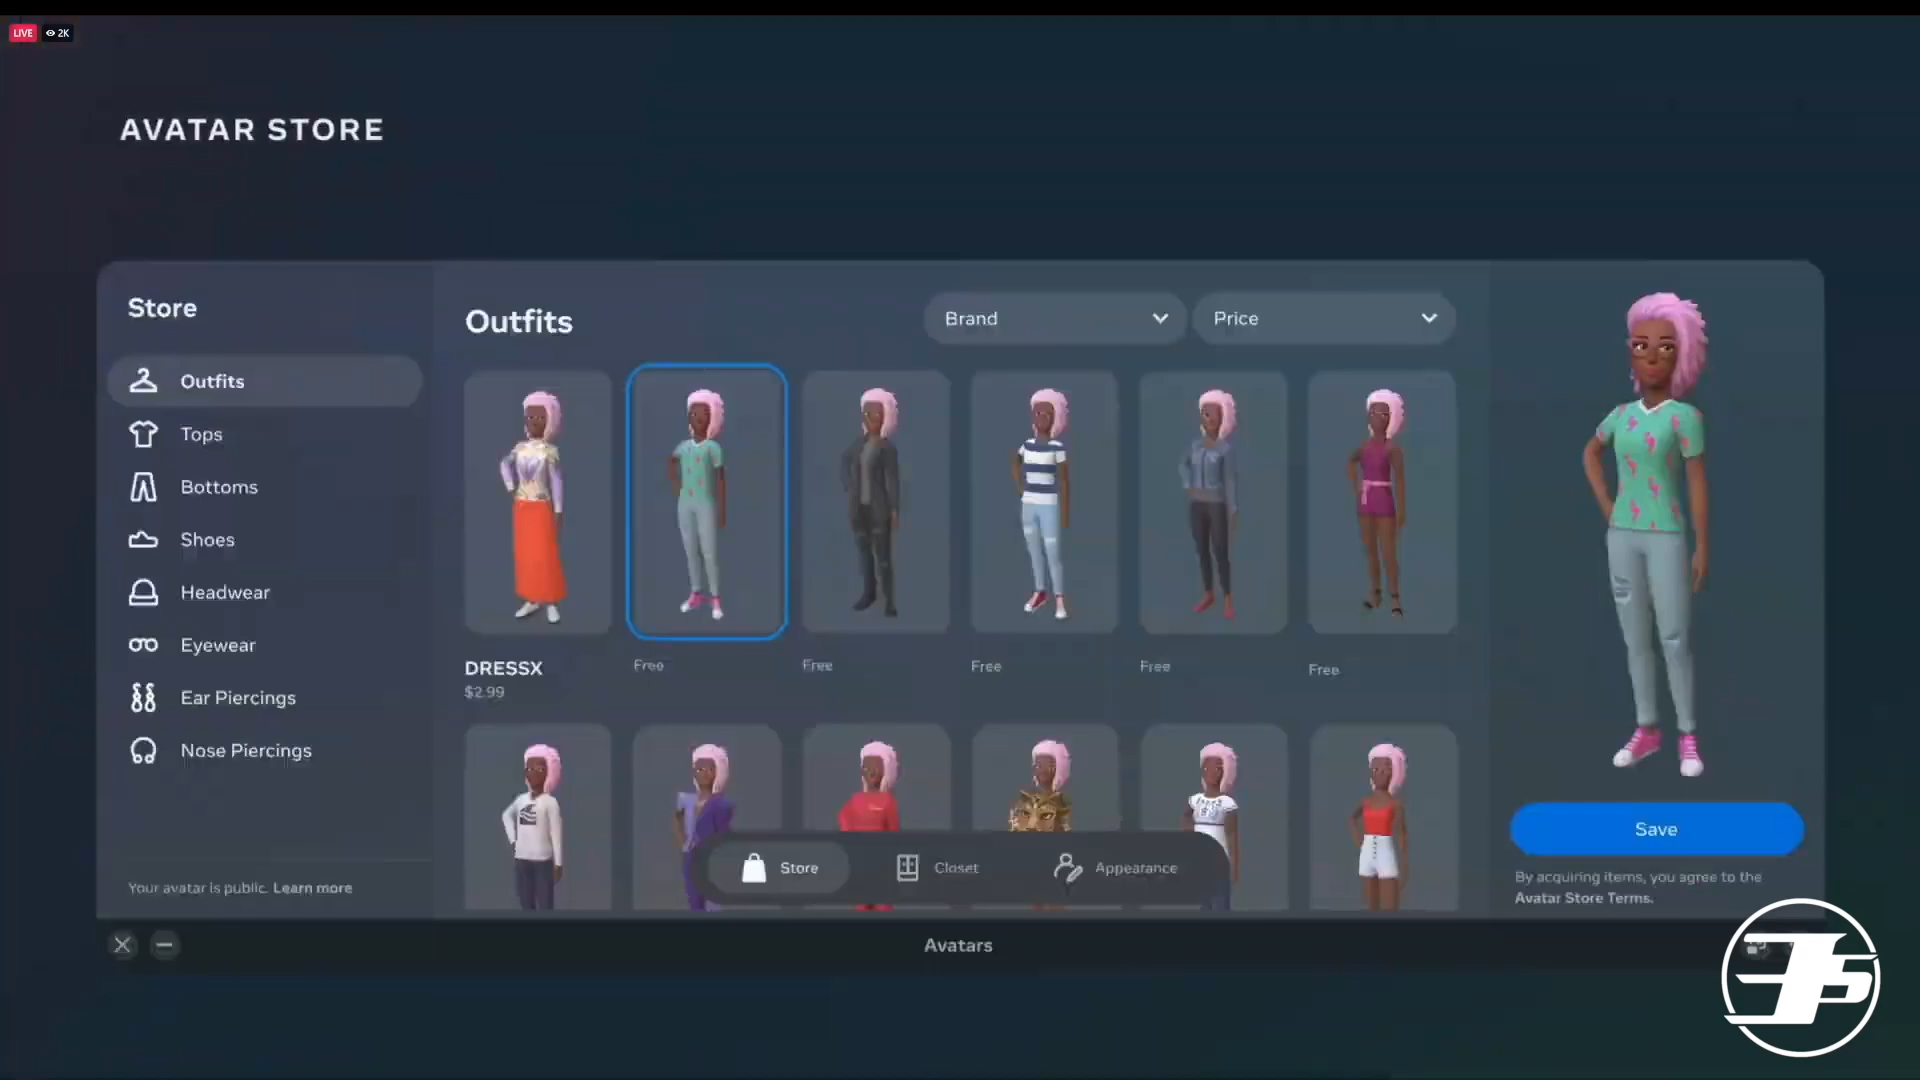 LIVE 2K
AVATAR STORE
Store
Outfits
Tops
Bottoms
Shoes
Headwear
Eyewear
Ear Piercings
Nose Piercings
Your avatar is public. Learn more
Outfits
Brand
Price
DRESSX
$2.99
Free
Free
Free
Free
Free
Store
Closet
Appearance
Save
By acquiring items, you agree to the
Avatar Store Terms.
Avatars